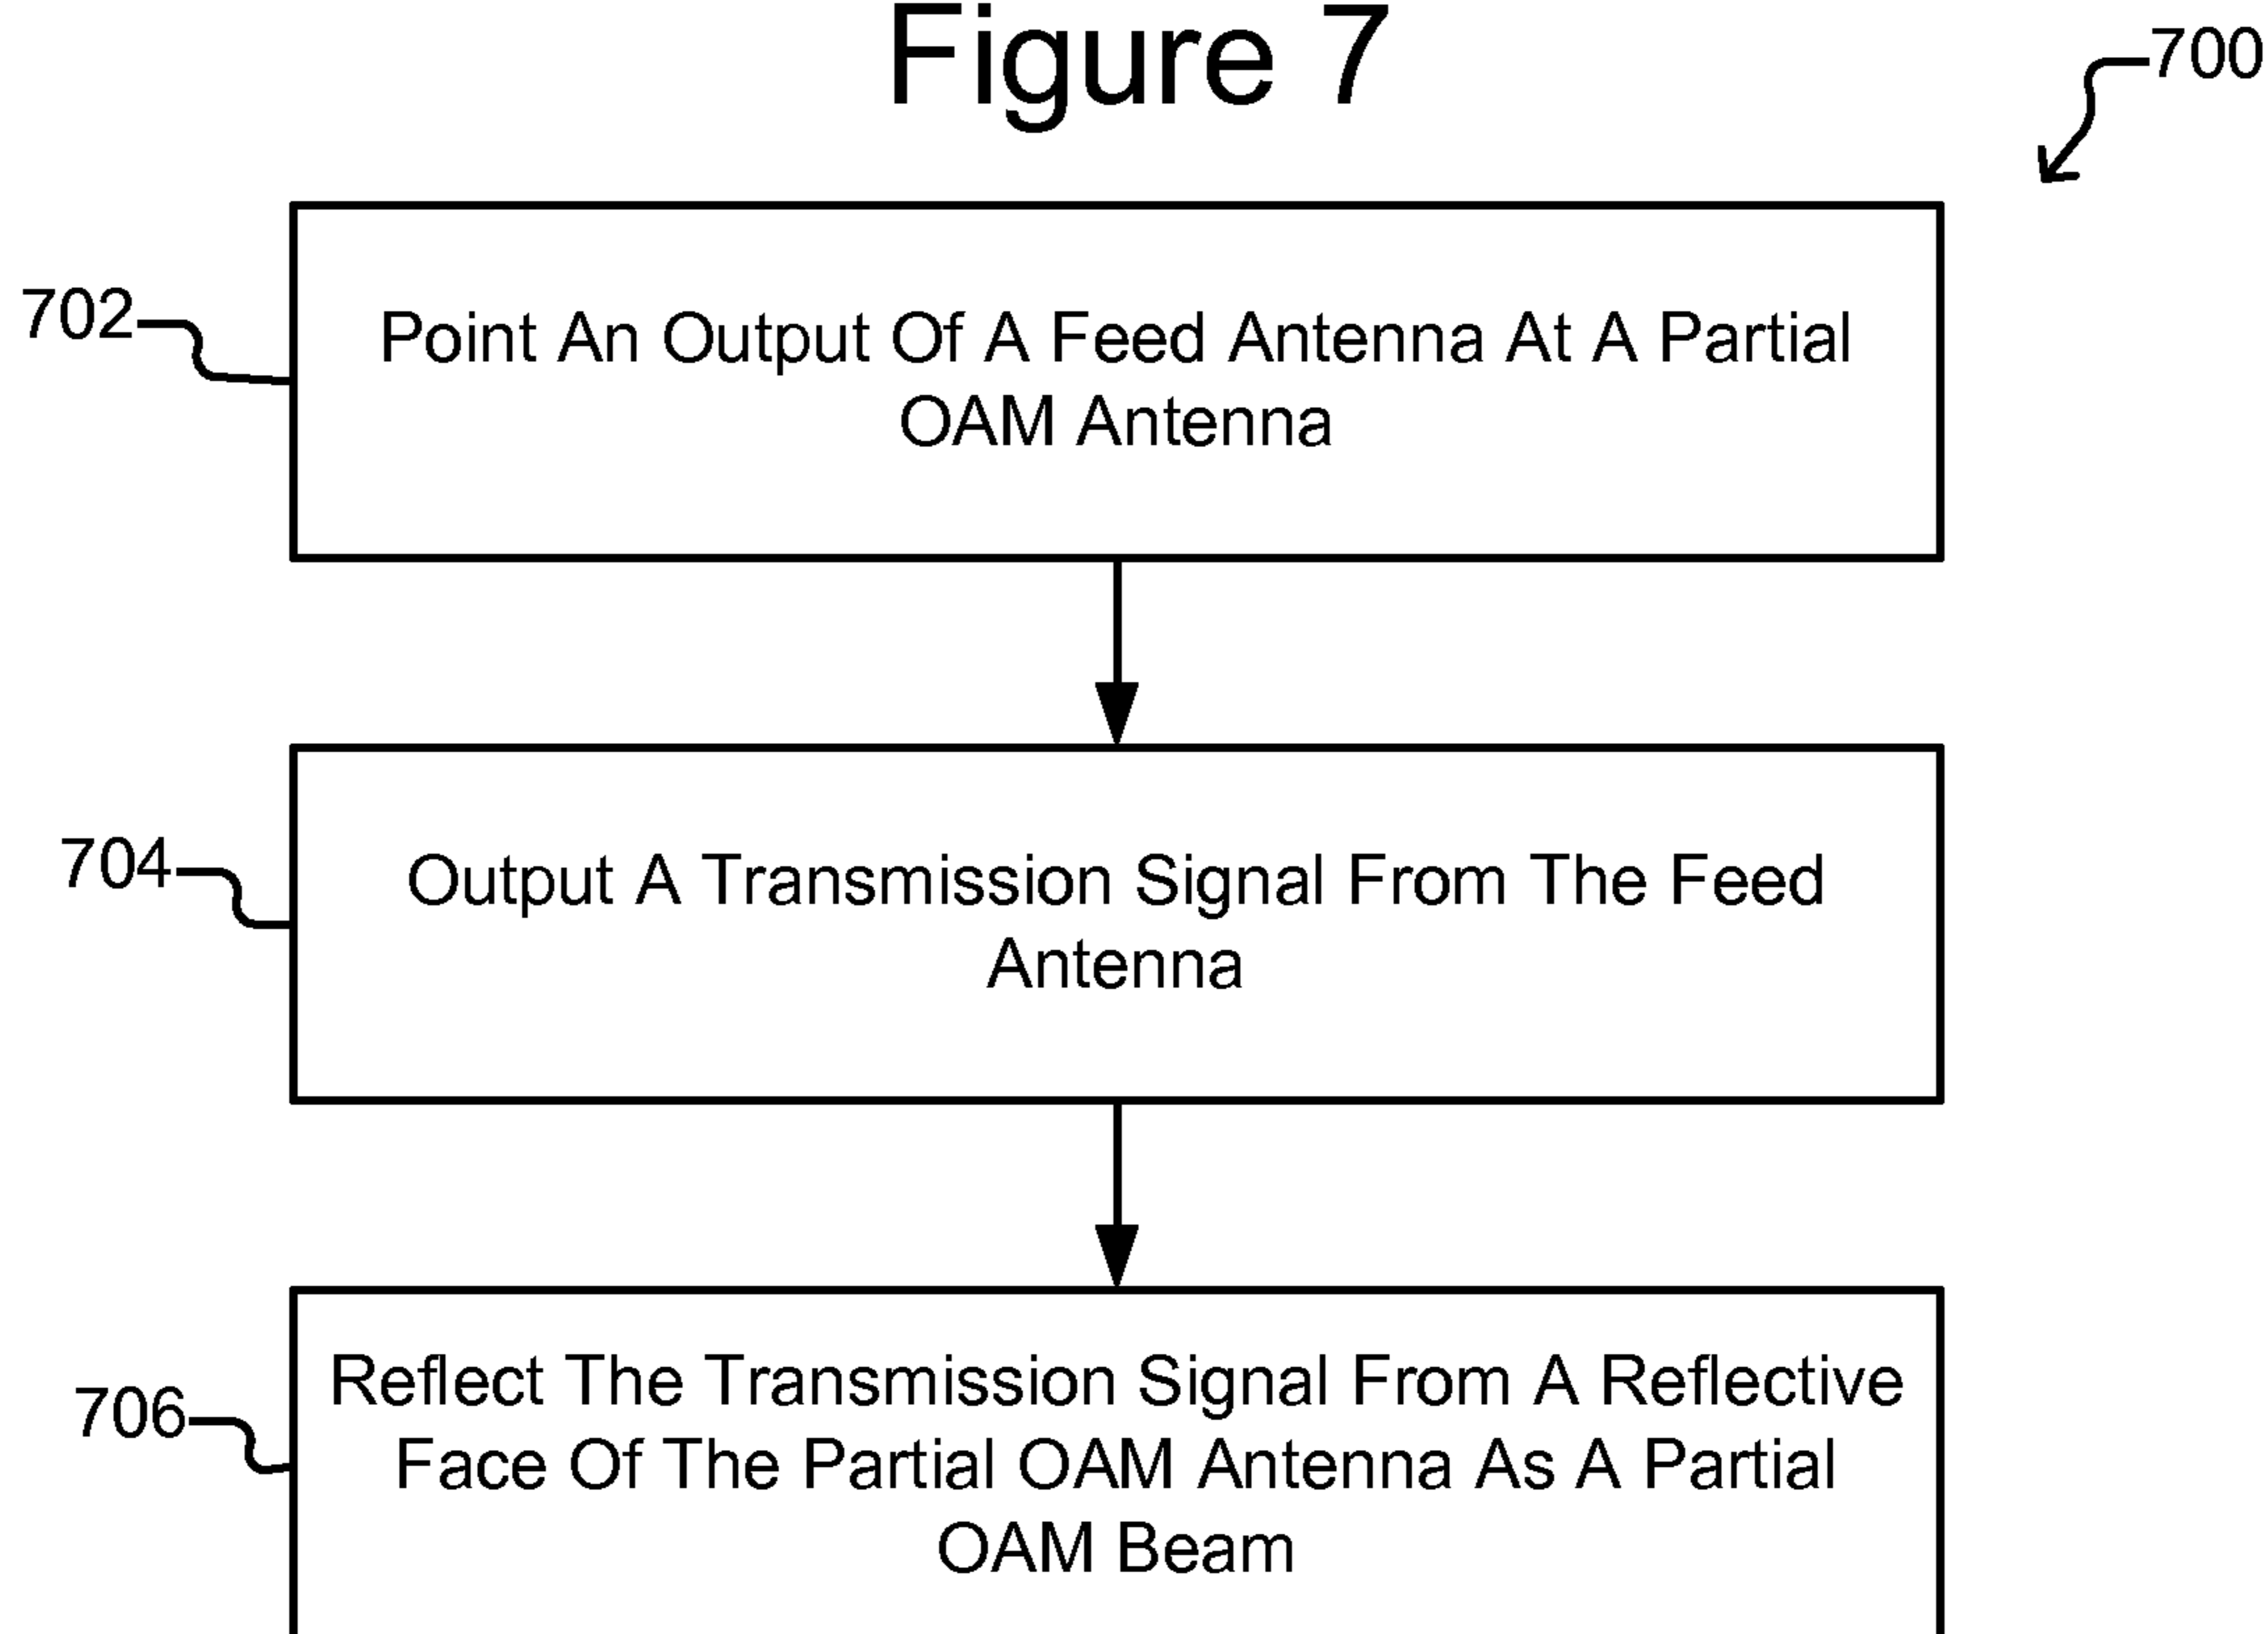 Figure 7
700
702
Point An Output Of A Feed Antenna At A Partial
OAM Antenna
704
Output A Transmission Signal From The Feed
Antenna
706
Reflect The Transmission Signal From A Reflective
Face Of The Partial OAM Antenna As A Partial
OAM Beam